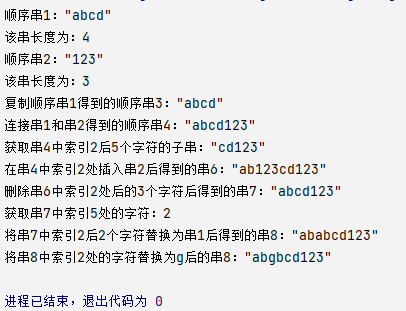 顺序串1："abcd"
该串长度为：4
顺序串2："123"
该串长度为：3
复制顺序串1得到的顺序串3："abcd"
连接串1和串2得到的顺序串4："abcd123"
获取串4中索引2后5个字符的子串："cd123"
在串4中索引2处插入串2后得到的串6："ab123cd123"
删除串6中索引2处后的3个字符后得到的串7："abcd123"
获取串7中索引5处的字符：2
将串7中索引2后2个字符替换为串1后得到的串8："ababcd123"
将串8中索引2处的字符替换为g后的串8："abgbcd123"
进程已结束，退出代码为 0